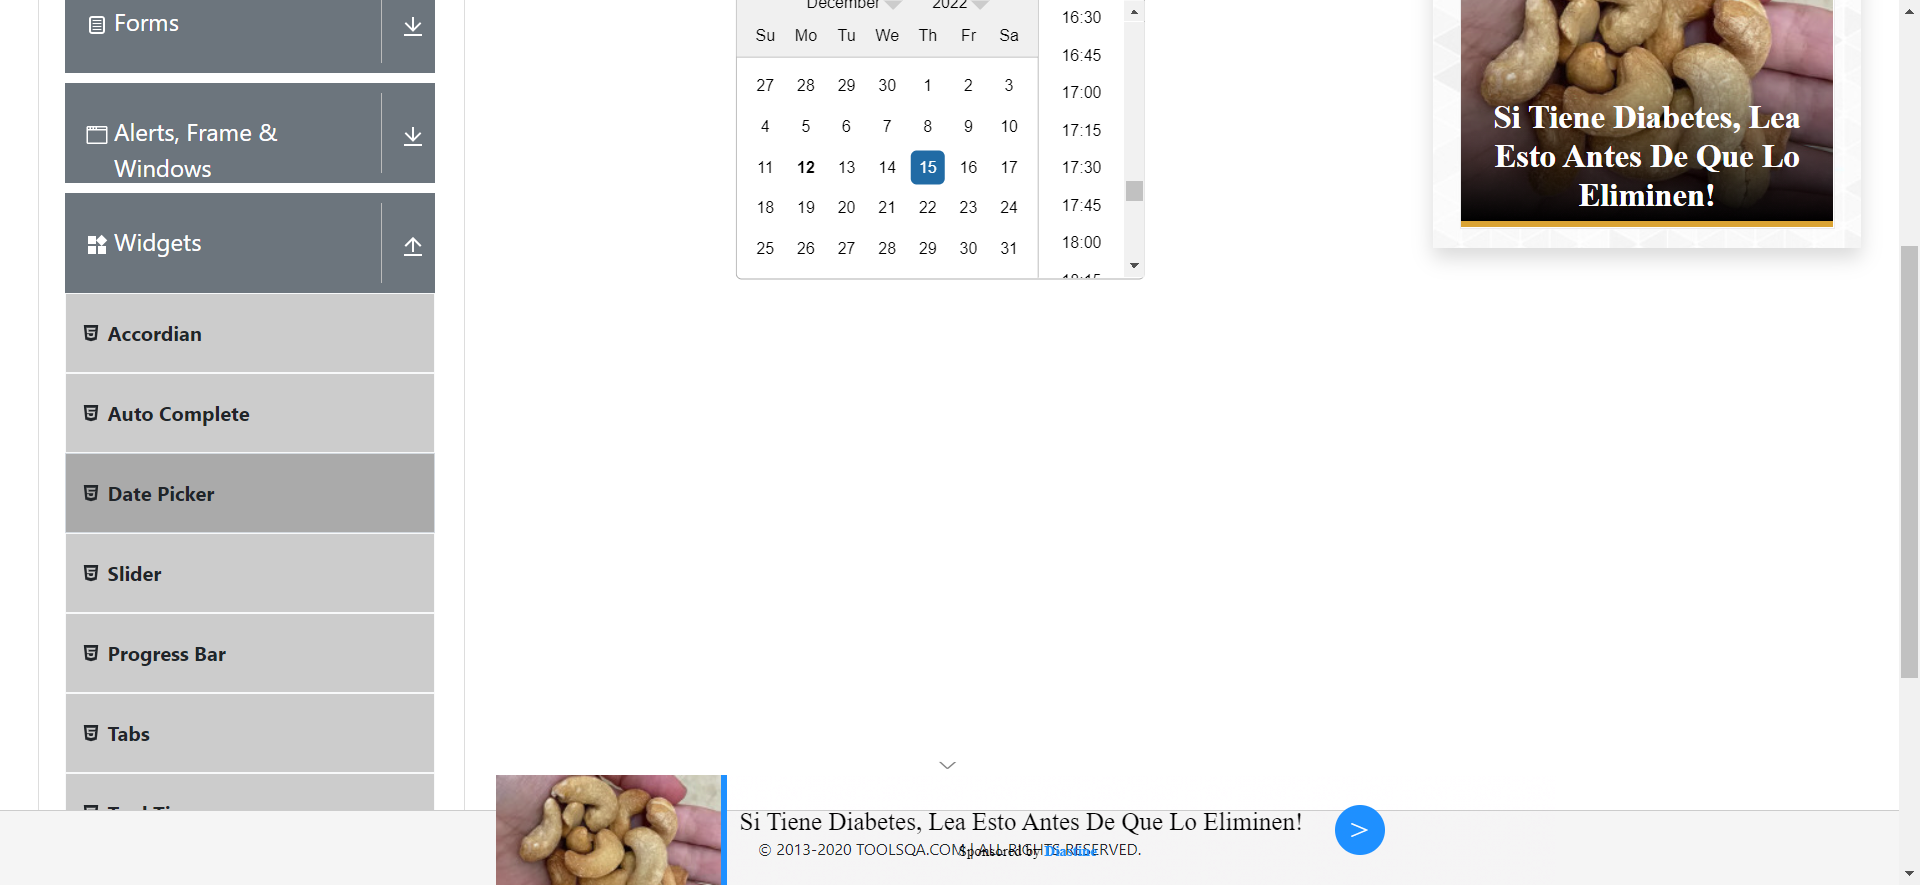 Forms
Alerts, Frame &
Windows
Widgets
Accordian
Auto Complete
Date Picker
Slider
Progress Bar
Tabs
December 2022
Su Mo Tu We Th Fr Sa
27 28 29 30 1 2 3
4 5 6 7 8 9 10
11 12 13 14 15 16 17
18 19 20 21 22 23 24
25 26 27 28 29 30 31
16:30
16:45
17:00
17:15
17:30
17:45
18:00
18:15
Si Tiene Diabetes, Lea
Esto Antes De Que Lo
Eliminen!
Si Tiene Diabetes, Lea Esto Antes De Que Lo Eliminen!
>
© 2013-2020 TOOLSQA.COM | ALL RIGHTS RESERVED.
Sponsored by